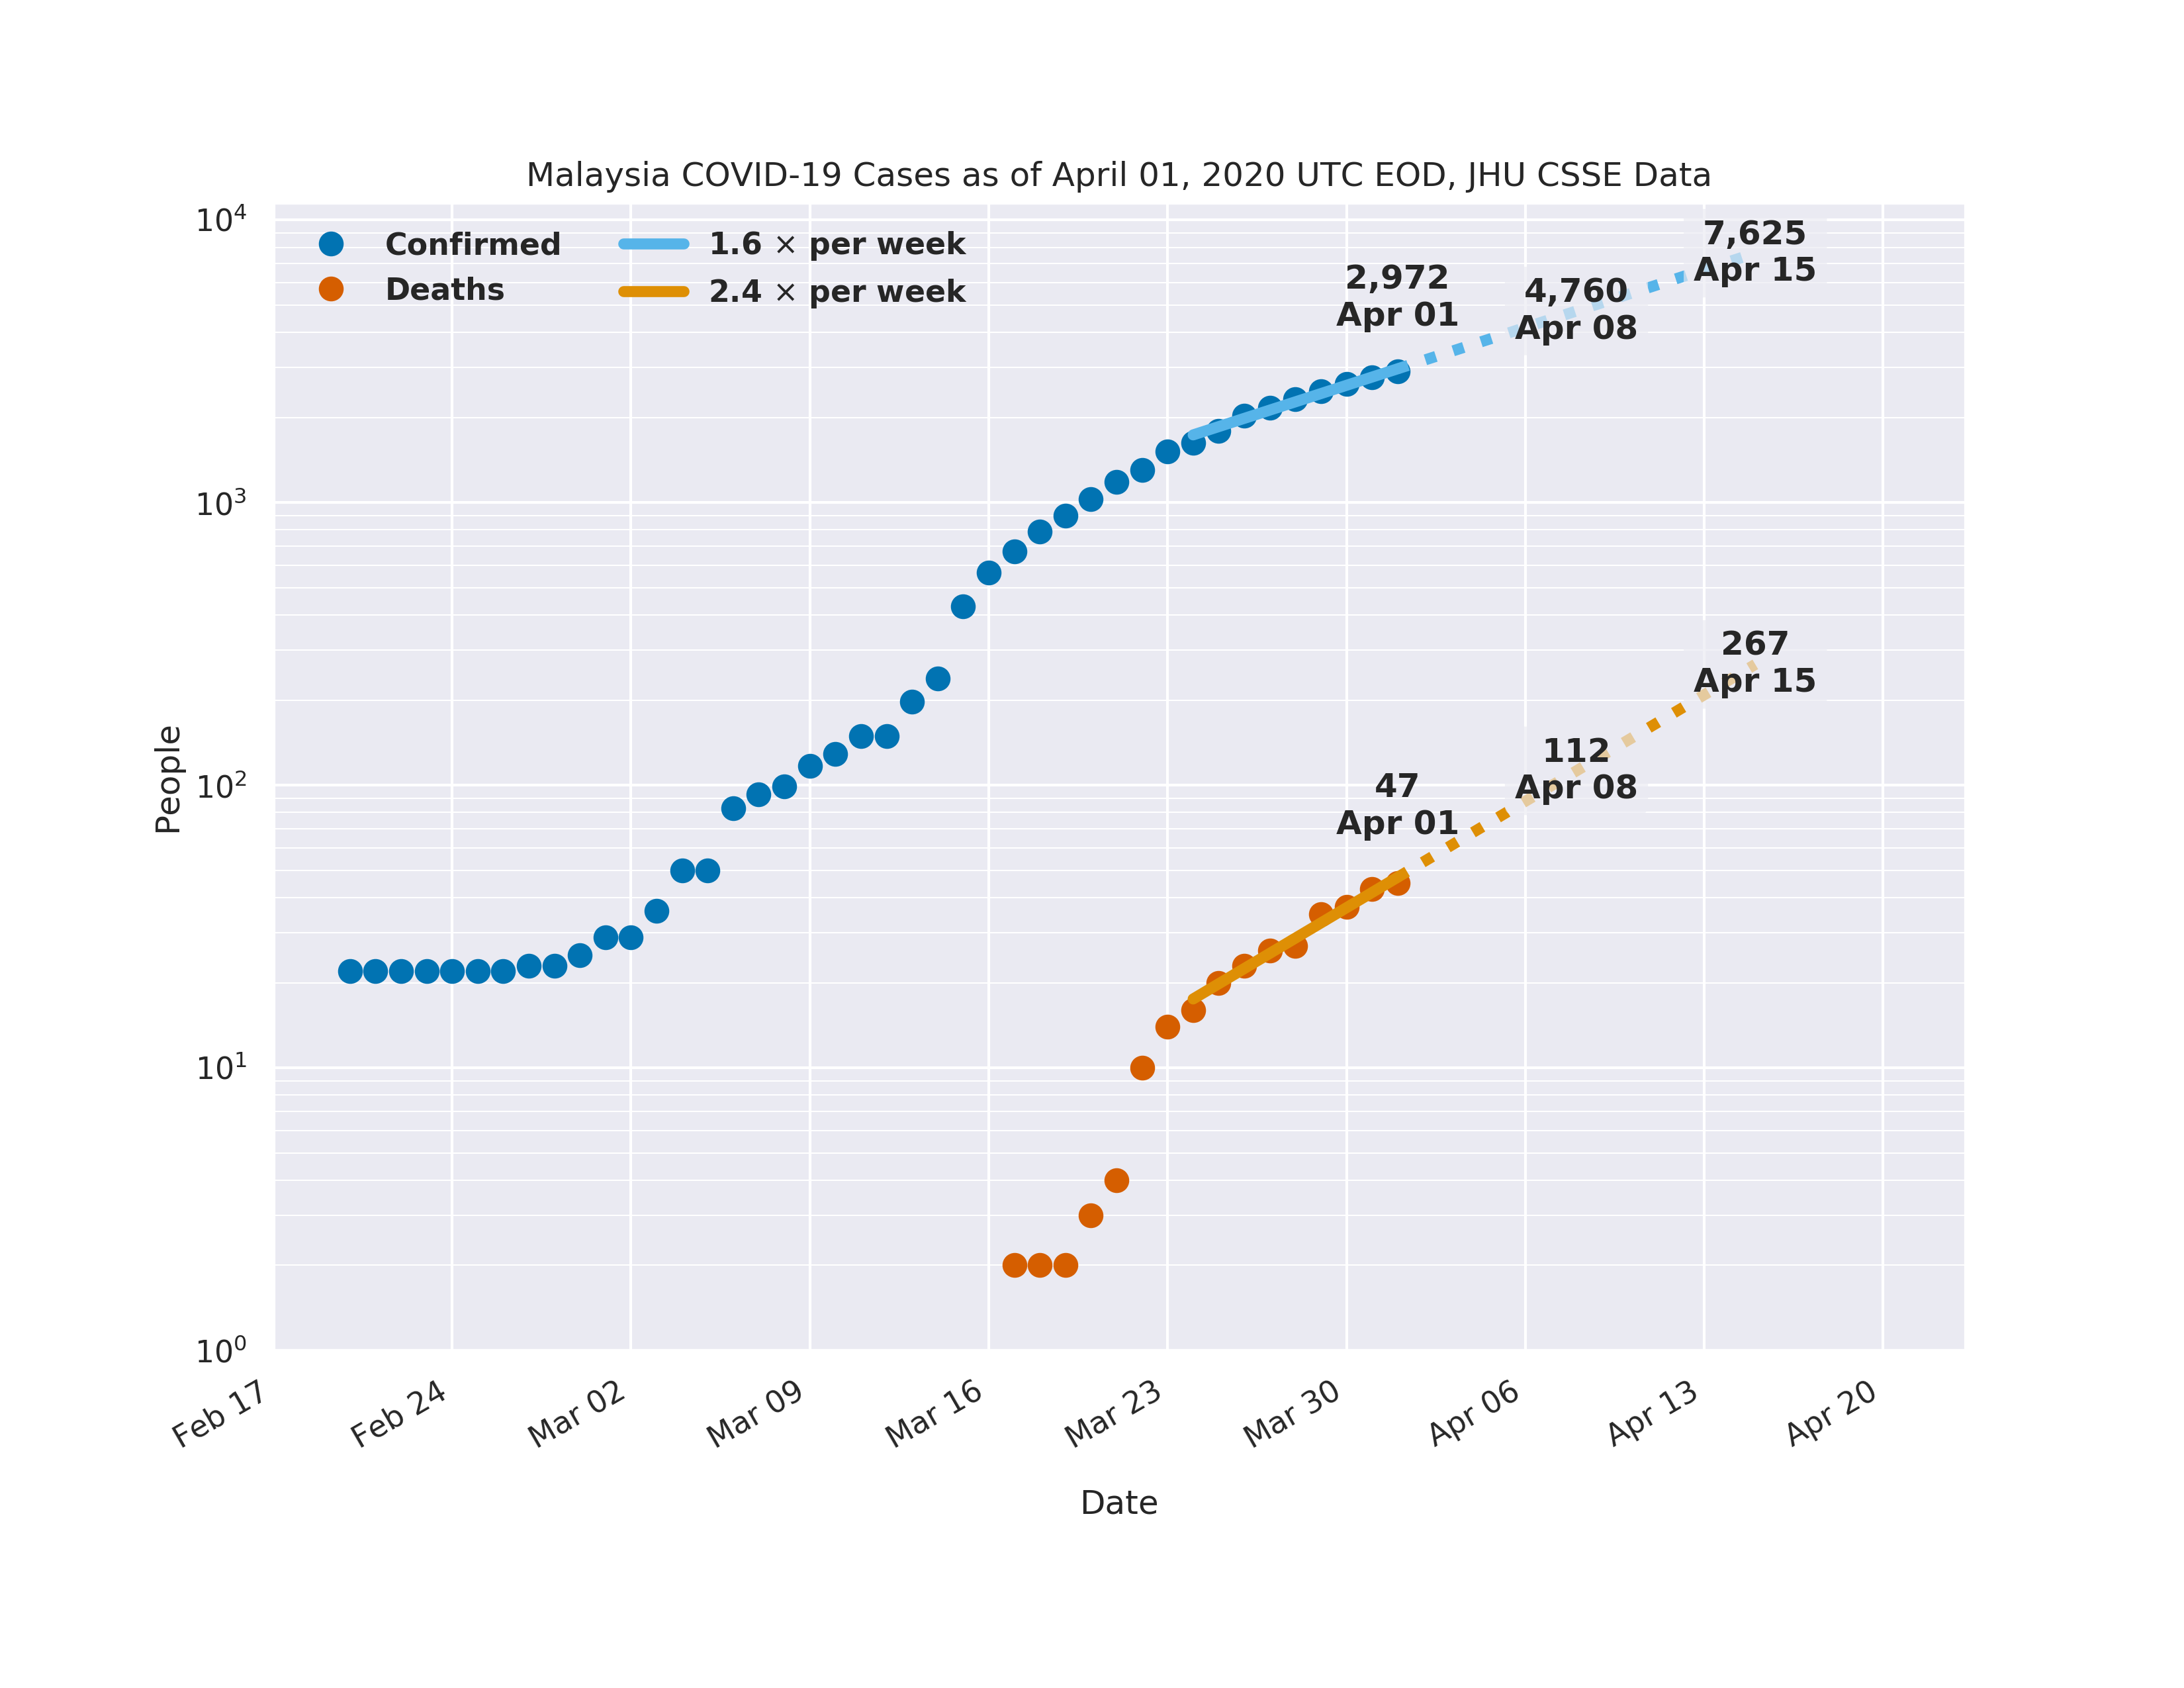 Malaysia COVID-19 Cases as of April 01, 2020 UTC EOD, JHU CSSE Data
Confirmed
Deaths
1.6 × per week
2.4 × per week
2,972
Apr 01
4,760
Apr 08
7,625
Apr 15
47
Apr 01
112
Apr 08
267
Apr 15
People
10⁴
10³
10²
10¹
10⁰
Feb 17
Feb 24
Mar 02
Mar 09
Mar 16
Mar 23
Mar 30
Apr 06
Apr 13
Apr 20
Date